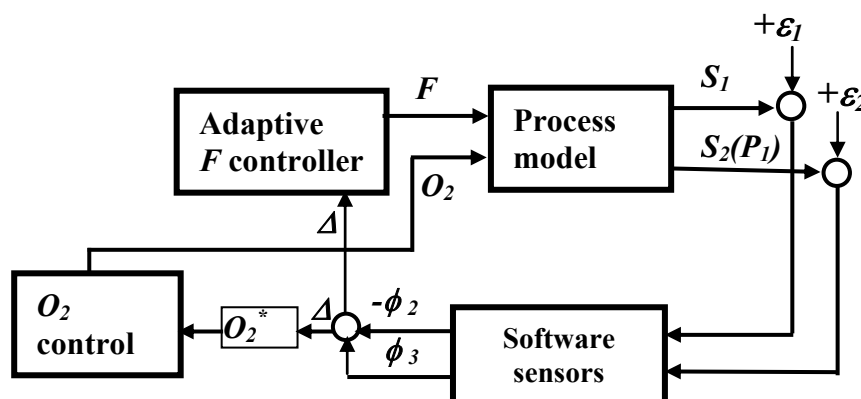 +ε₁
F
S₁
+ε₂
Adaptive
F controller
Process
model
S₂(P₁)
O₂
Δ
O₂
control
O₂*
Δ
-ϕ₂
ϕ₃
Software
sensors